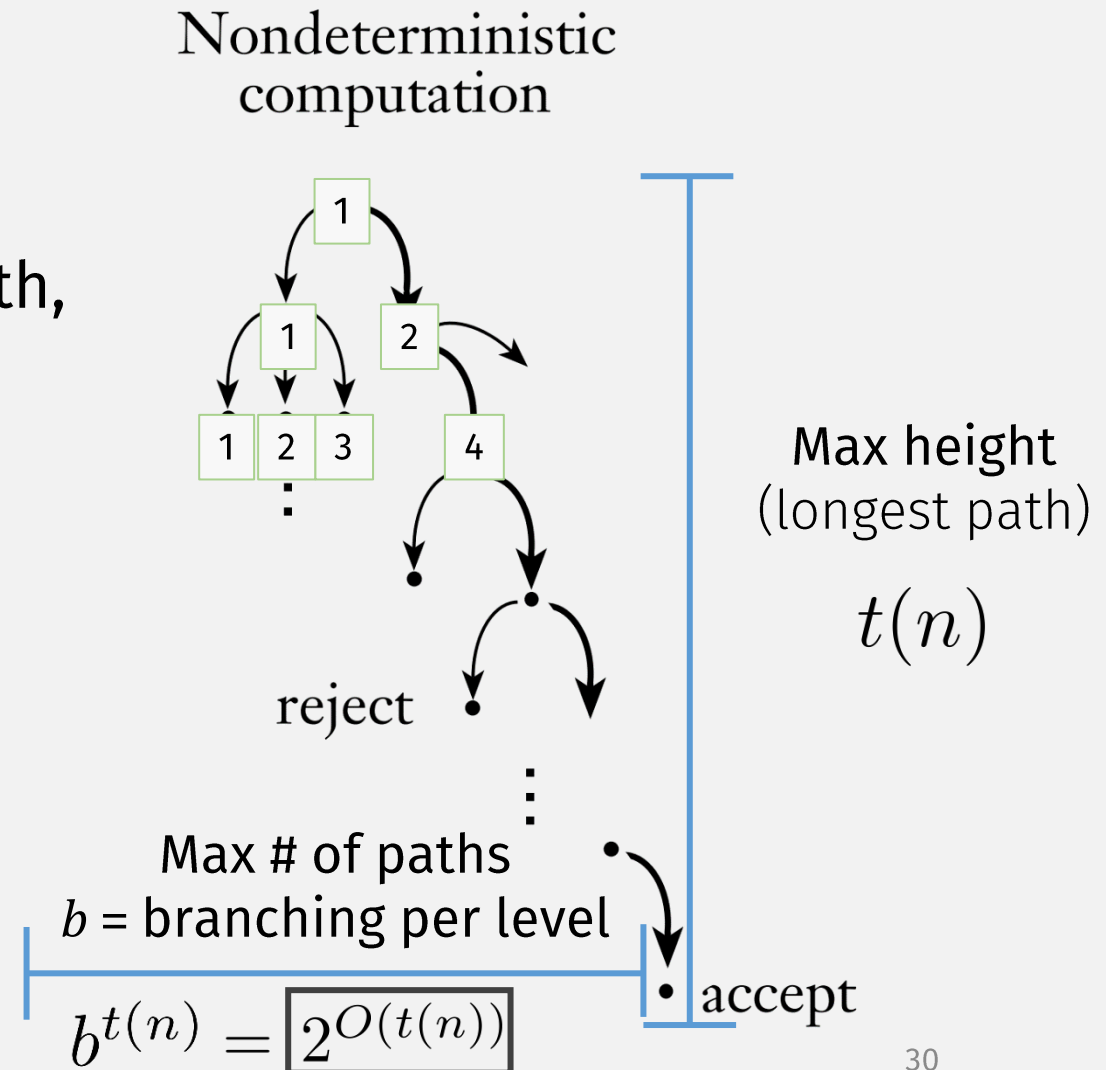 Nondeterministic
computation
1
th,
1 2
1 2 3 4
⋮
Max height
(longest path)
t(n)
reject
⋮
Max # of paths
b = branching per level
accept
b^{t(n)} = 2^{O(t(n))}
30